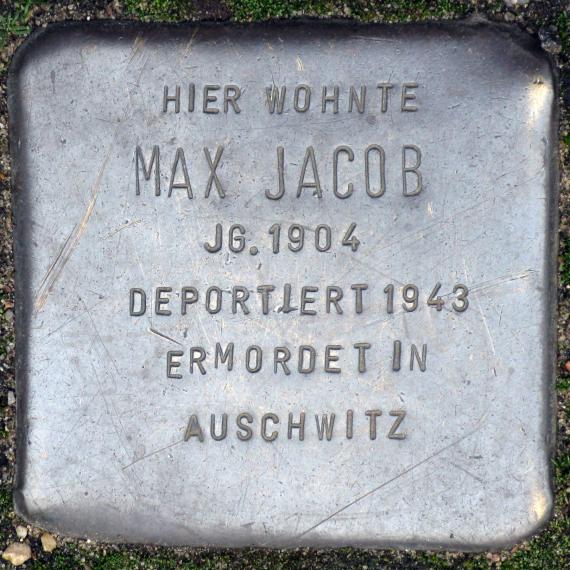 HIER WOHNTE
MAX JACOB
JG. 1904
DEPORTIERT 1943
ERMORDET IN
AUSCHWITZ